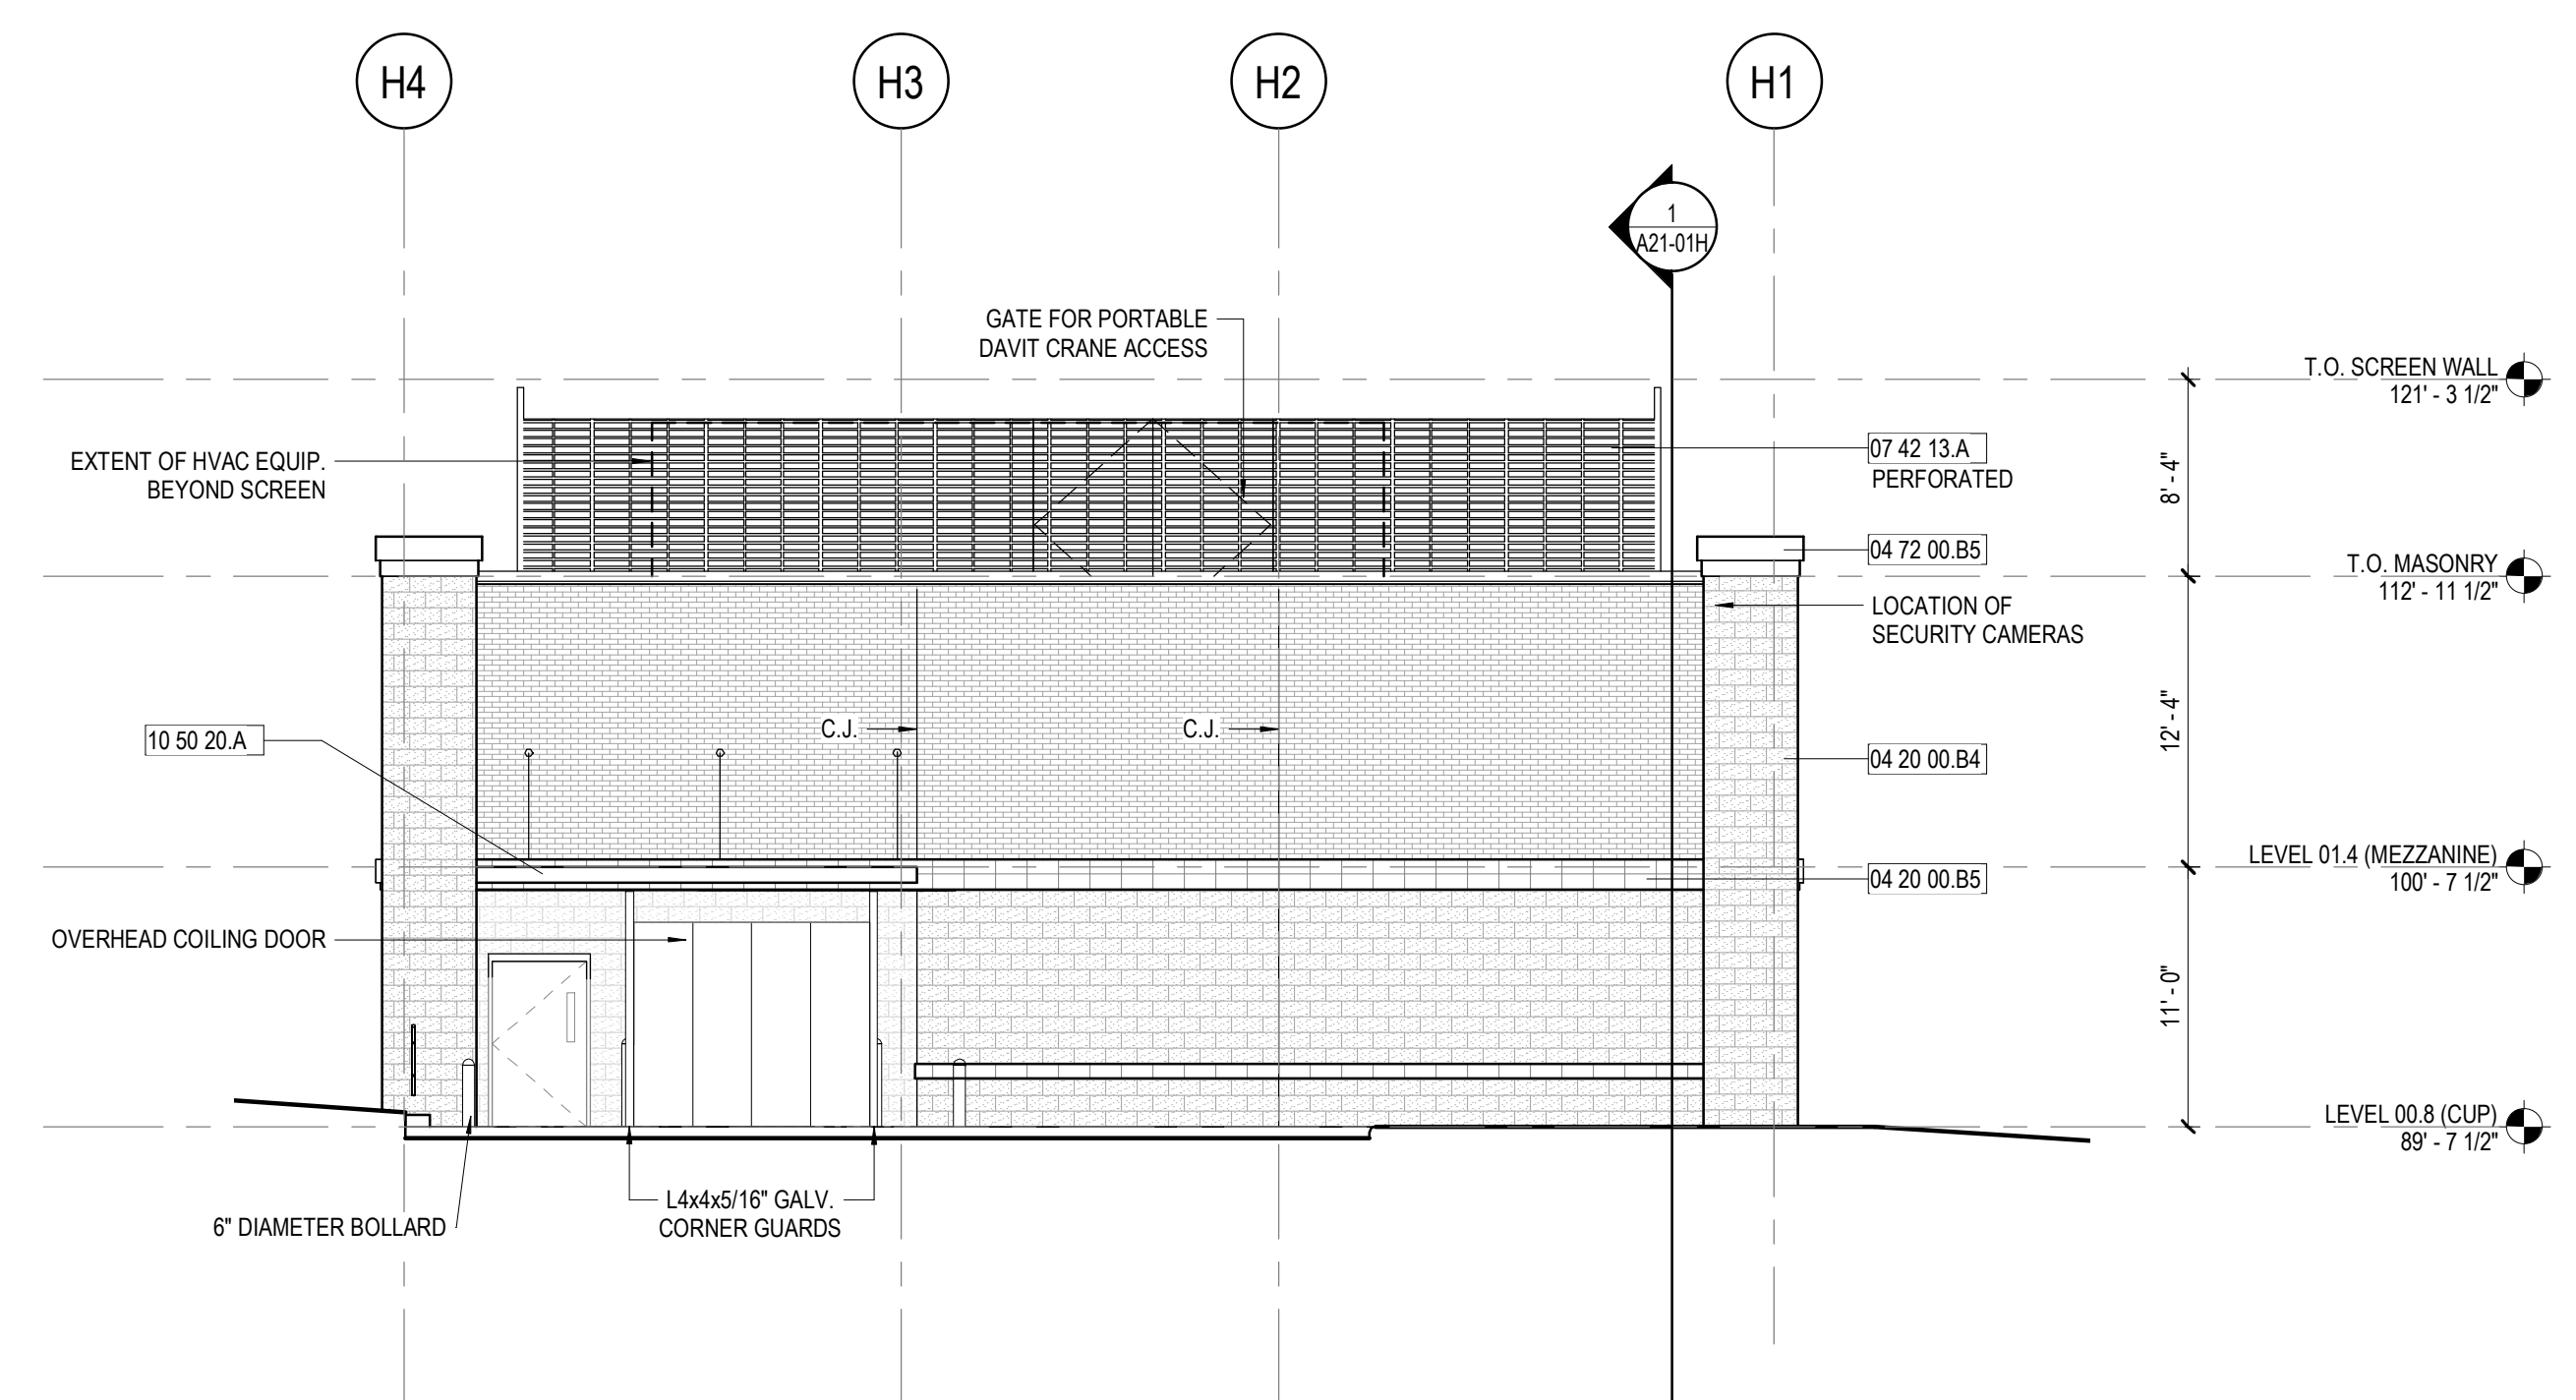 H4
H3
H2
H1
1
A21-01H
GATE FOR PORTABLE
DAVIT CRANE ACCESS
T.O. SCREEN WALL
121' - 3 1/2"
EXTENT OF HVAC EQUIP.
BEYOND SCREEN
07 42 13.A
PERFORATED
8' - 4"
04 72 00.B5
T.O. MASONRY
112' - 11 1/2"
LOCATION OF
SECURITY CAMERAS
10 50 20.A
C.J.
C.J.
04 20 00.B4
12' - 4"
LEVEL 01.4 (MEZZANINE)
100' - 7 1/2"
04 20 00.B5
OVERHEAD COILING DOOR
11' - 0"
LEVEL 00.8 (CUP)
89' - 7 1/2"
6" DIAMETER BOLLARD
L4x4x5/16" GALV.
CORNER GUARDS